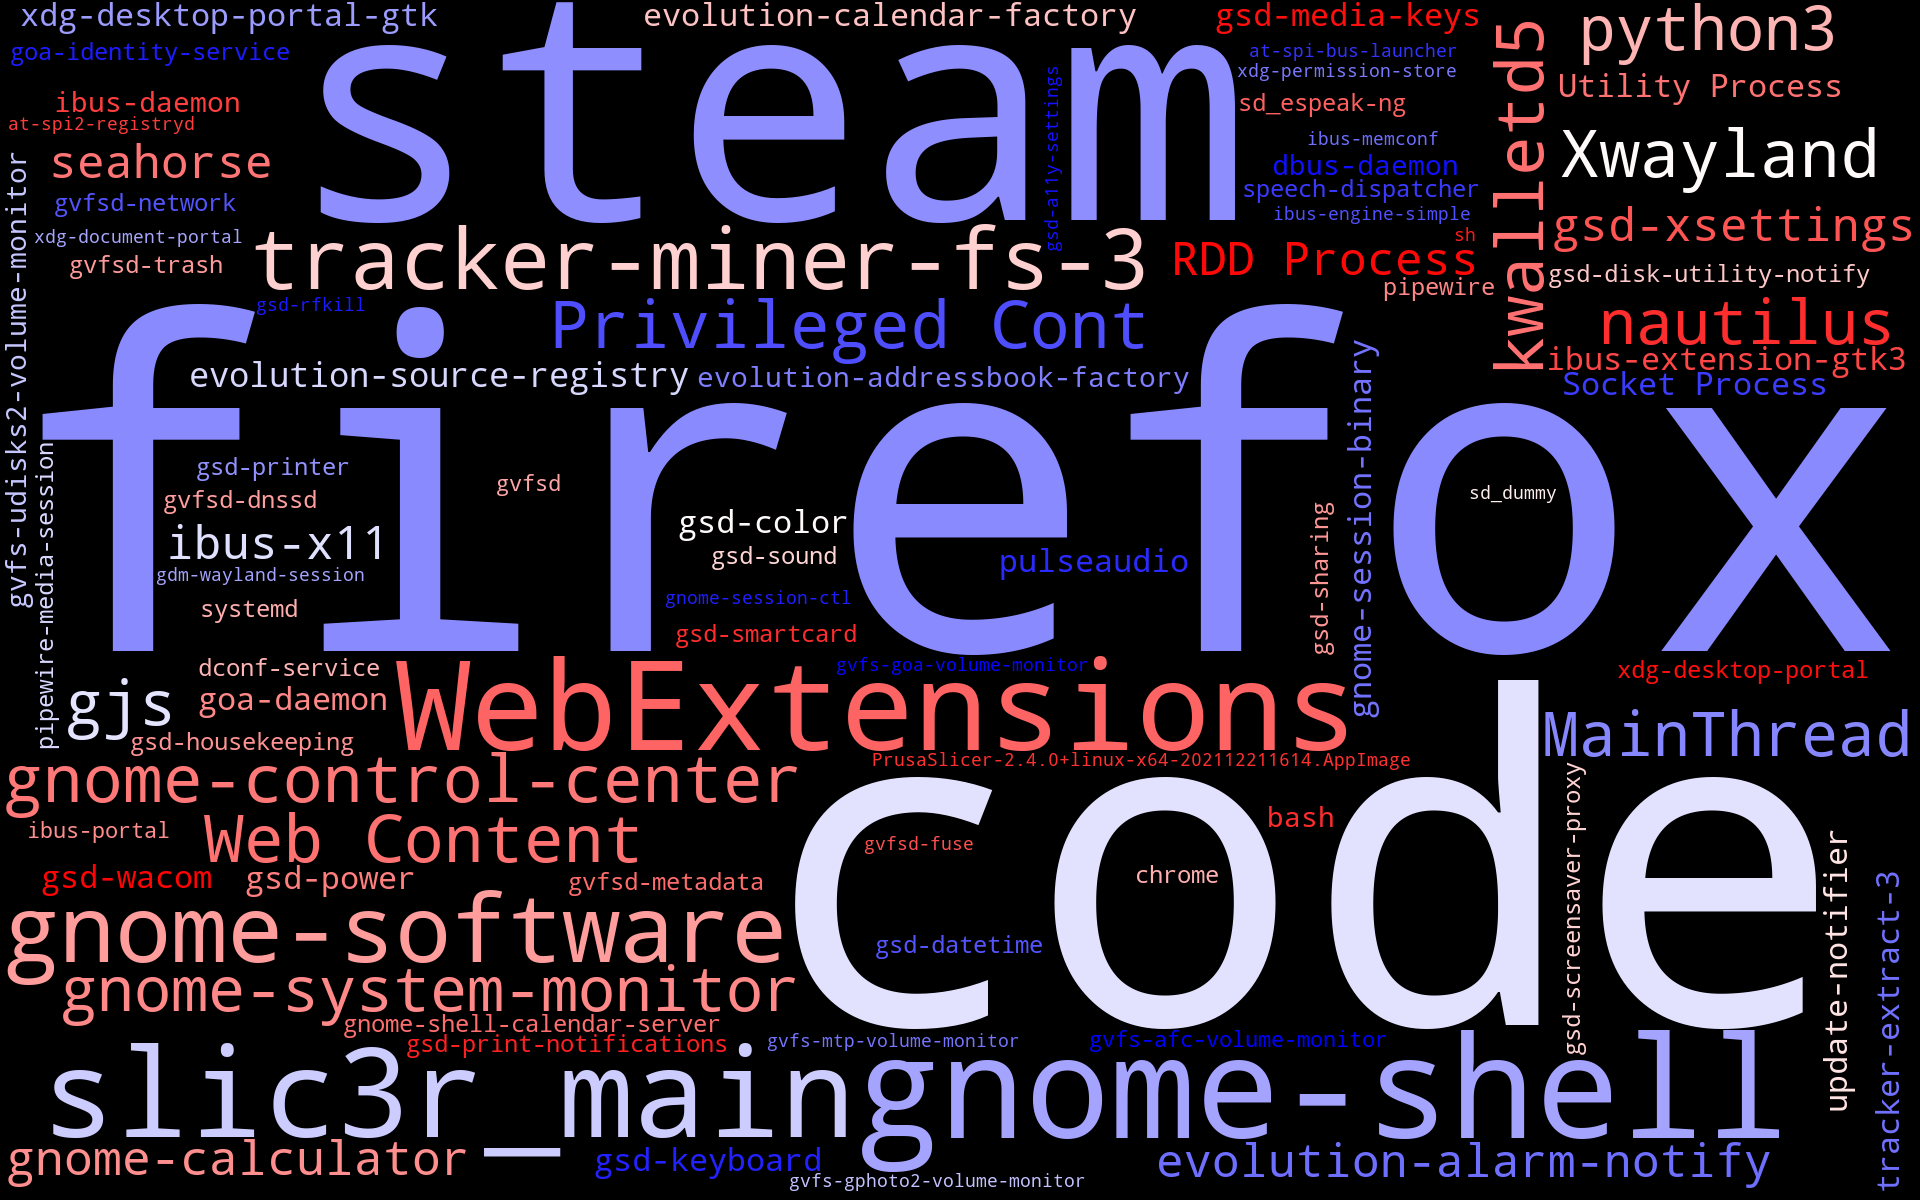 xdg-desktop-portal-gtk
evolution-calendar-factory
gsd-media-keys
python3
steam
goa-identity-service
at-spi-bus-launcher
xdg-permission-store
kwalletd5
Utility Process
ibus-daemon
gsd-a11y-settings
sd_espeak-ng
at-spi2-registryd
ibus-memconf
Xwayland
seahorse
dbus-daemon
speech-dispatcher
gvfsd-network
ibus-engine-simple
gvfs-udisks2-volume-monitor
xdg-document-portal
tracker-miner-fs-3
sh
gsd-xsettings
gvfsd-trash
RDD Process
gsd-disk-utility-notify
pipewire
gsd-rfkill
Privileged Cont
nautilus
ibus-extension-gtk3
evolution-source-registry
evolution-addressbook-factory
Socket Process
firefox
gnome-session-binary
pipewire-media-session
gsd-printer
gvfsd
sd_dummy
gvfsd-dnssd
gsd-color
ibus-x11
gsd-sound
pulseaudio
gsd-sharing
gdm-wayland-session
gnome-session-ctl
systemd
gsd-smartcard
dconf-service
gvfs-goa-volume-monitor
xdg-desktop-portal
gjs
goa-daemon
WebExtensions
MainThread
gsd-housekeeping
PrusaSlicer-2.4.0+linux-x64-202112211614.AppImage
gnome-control-center
code
gsd-screensaver-proxy
bash
ibus-portal
Web Content
gvfsd-fuse
update-notifier
gsd-wacom
gsd-power
gvfsd-metadata
chrome
tracker-extract-3
gnome-software
gsd-datetime
gnome-system-monitor
gnome-shell-calendar-server
gsd-print-notifications
gvfs-mtp-volume-monitor
gvfs-afc-volume-monitor
slic3r_main
gnome-shell
gnome-calculator
gsd-keyboard
evolution-alarm-notify
gvfs-gphoto2-volume-monitor